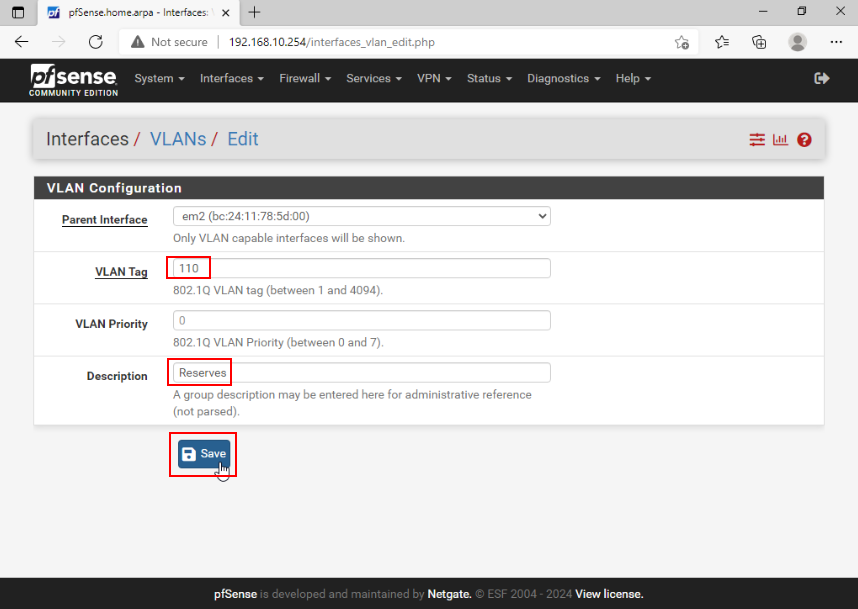 pfSense.home.arpa - Interfaces:
Not secure | 192.168.10.254/interfaces_vlan_edit.php
pfsense
COMMUNITY EDITION
System Interfaces Firewall Services VPN Status Diagnostics Help
Interfaces / VLANs / Edit
VLAN Configuration
Parent Interface em2 (bc:24:11:78:5d:00)
Only VLAN capable interfaces will be shown.
VLAN Tag 110
802.1Q VLAN tag (between 1 and 4094).
VLAN Priority 0
802.1Q VLAN Priority (between 0 and 7).
Description Reserves
A group description may be entered here for administrative reference
(not parsed).
Save
pfSense is developed and maintained by Netgate. © ESF 2004 - 2024 View license.